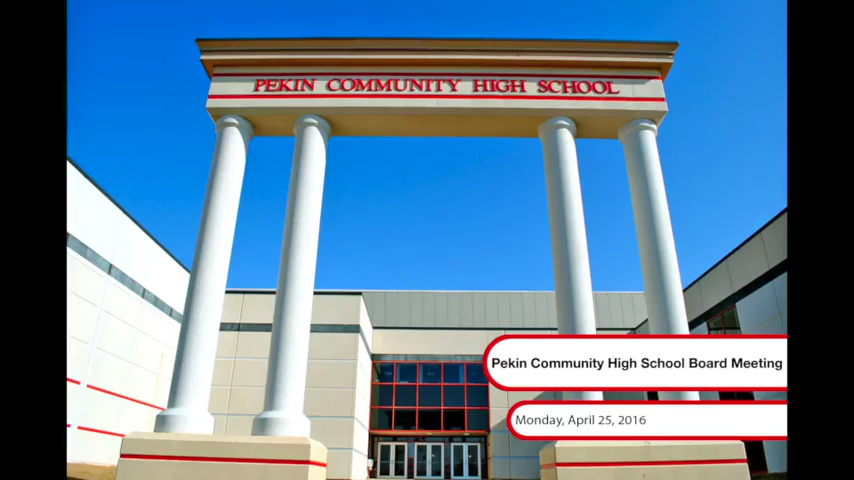 PEKIN COMMUNITY HIGH SCHOOL
Pekin Community High School Board Meeting
Monday, April 25, 2016